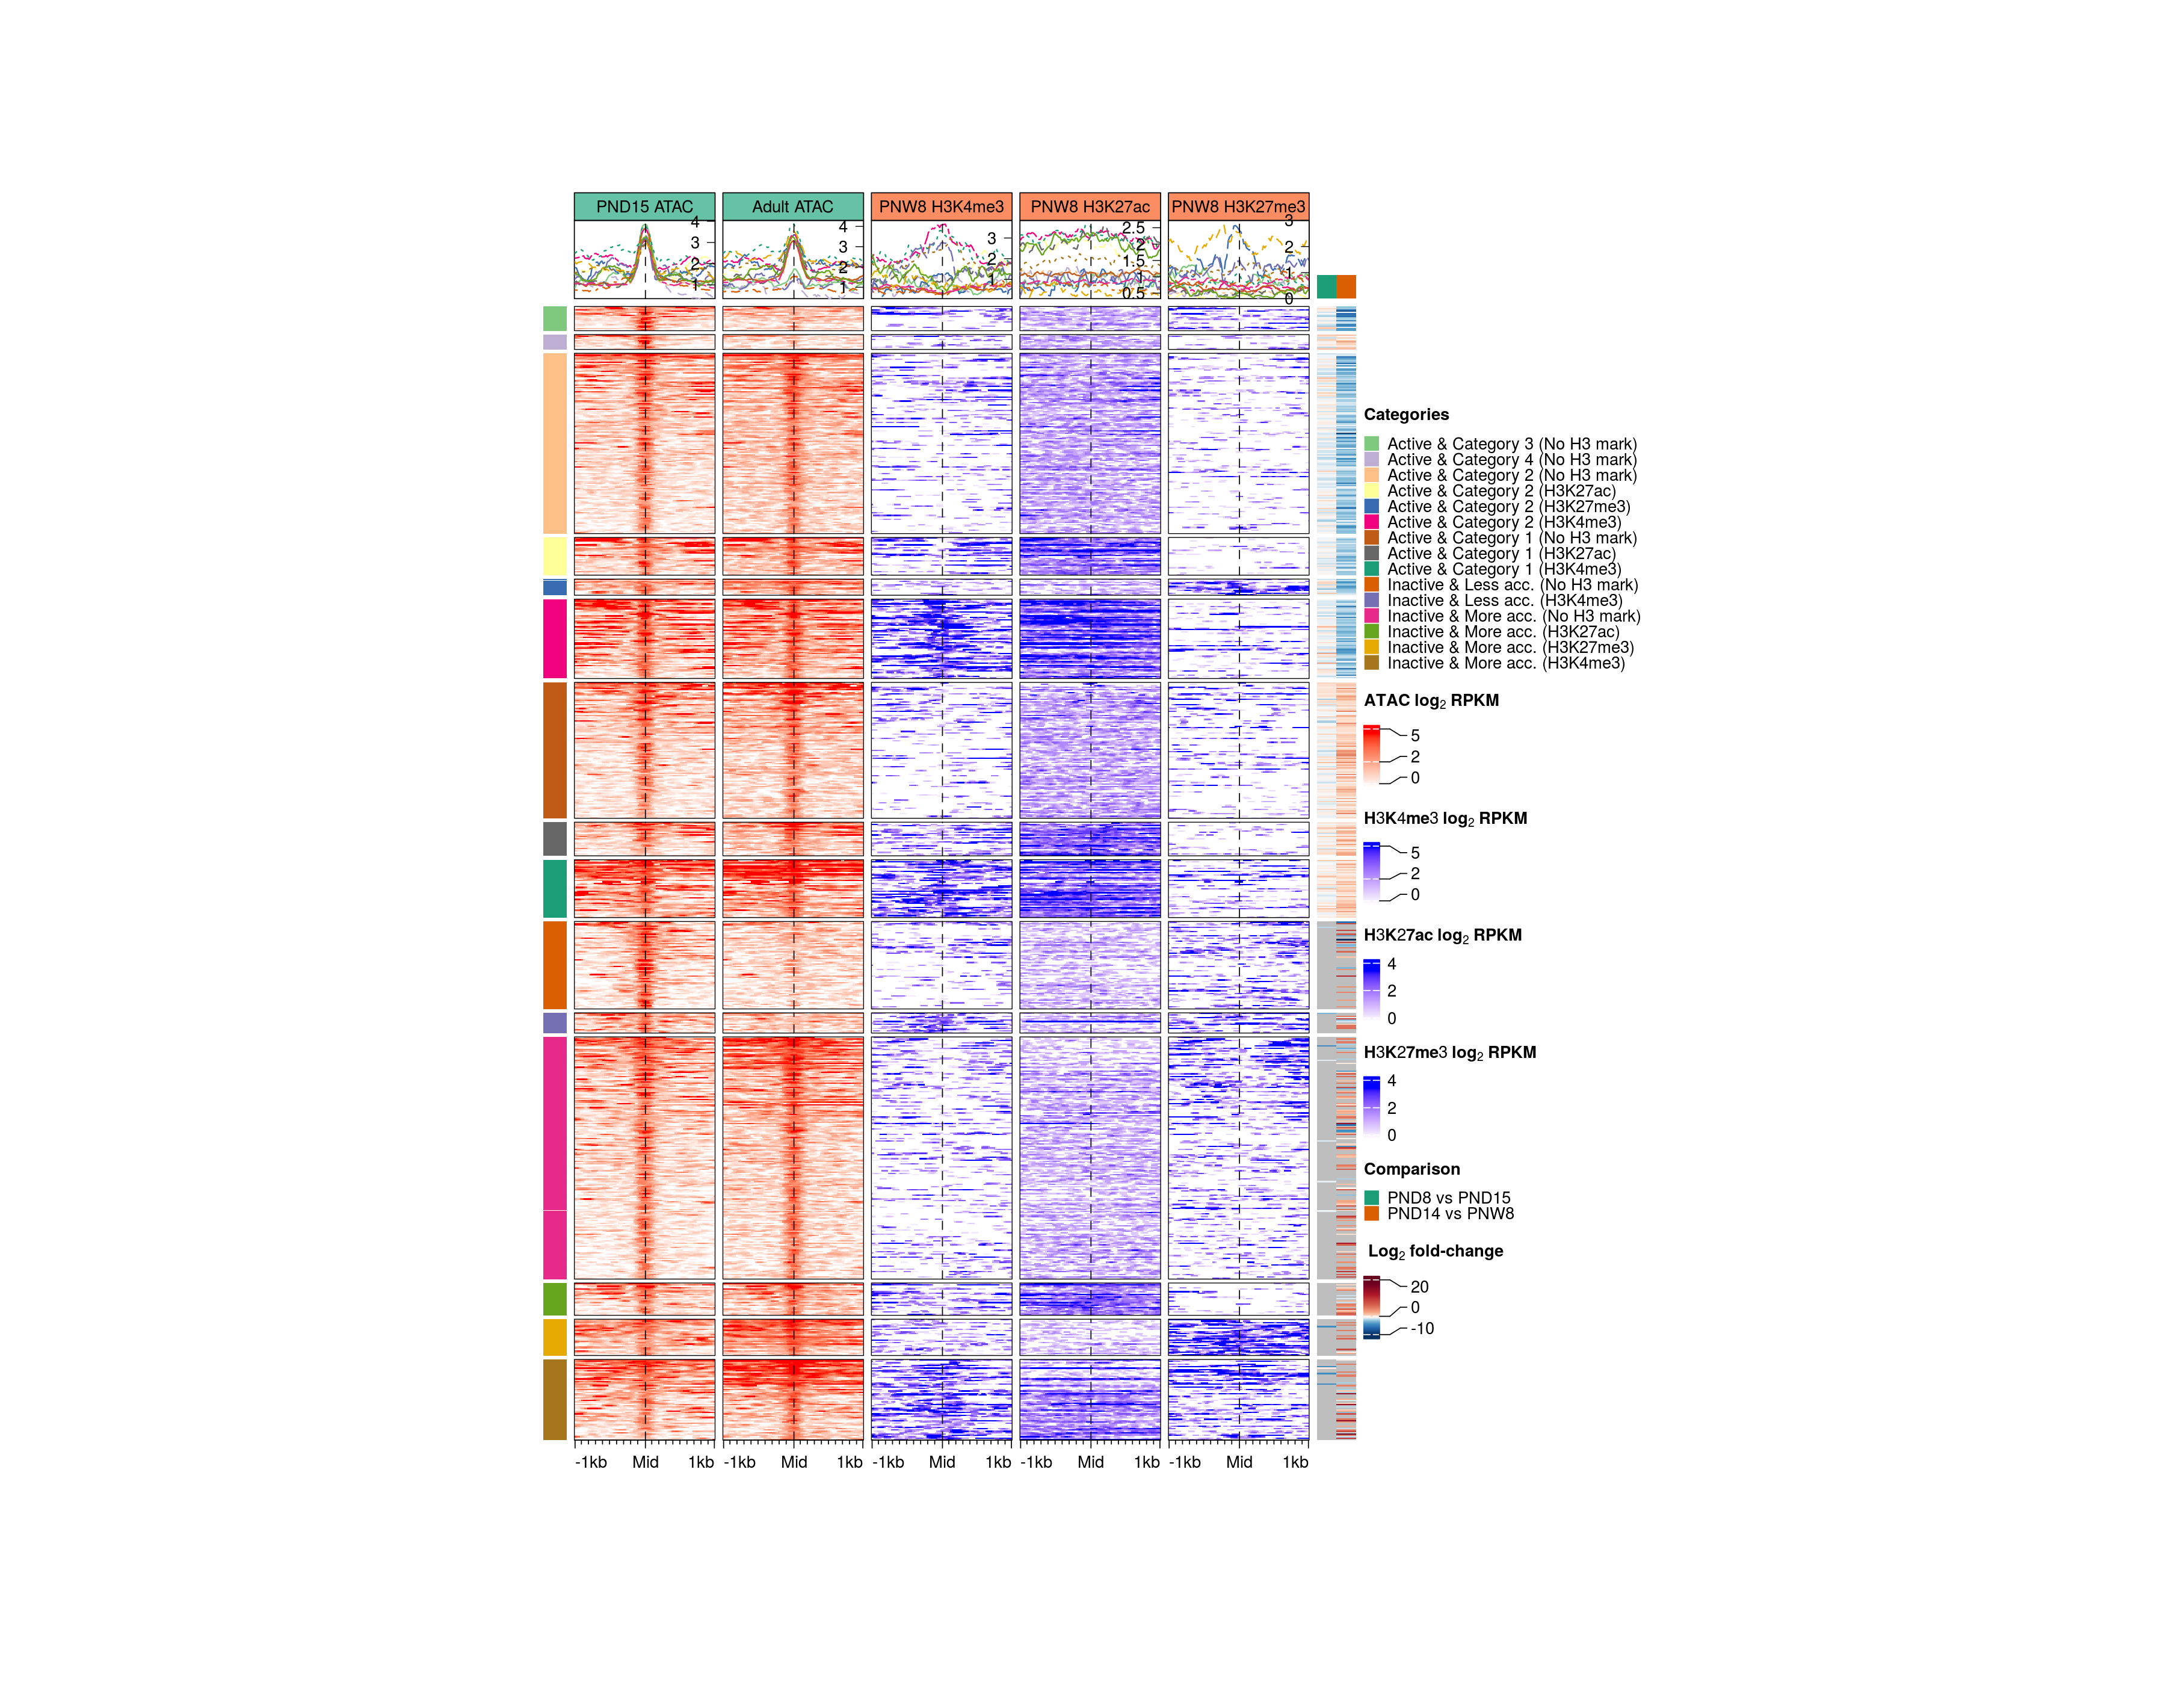 PND15 ATAC Adult ATAC PNW8 H3K4me3 PNW8 H3K27ac PNW8 H3K27me3
4 3 2 1
4 3 2 1
3 2 1
2.5 2 1.5 1 0.5
3 2 1 0
Categories
Active & Category 3 (No H3 mark)
Active & Category 4 (No H3 mark)
Active & Category 2 (No H3 mark)
Active & Category 2 (H3K27ac)
Active & Category 2 (H3K27me3)
Active & Category 2 (H3K4me3)
Active & Category 1 (No H3 mark)
Active & Category 1 (H3K27ac)
Active & Category 1 (H3K4me3)
Inactive & Less acc. (No H3 mark)
Inactive & Less acc. (H3K4me3)
Inactive & More acc. (No H3 mark)
Inactive & More acc. (H3K27ac)
Inactive & More acc. (H3K27me3)
Inactive & More acc. (H3K4me3)
ATAC log2 RPKM
5
2
0
H3K4me3 log2 RPKM
5
2
0
H3K27ac log2 RPKM
4
2
0
H3K27me3 log2 RPKM
4
2
0
Comparison
PND8 vs PND15
PND14 vs PNW8
Log2 fold-change
20
0
-10
-1kb Mid 1kb -1kb Mid 1kb -1kb Mid 1kb -1kb Mid 1kb -1kb Mid 1kb